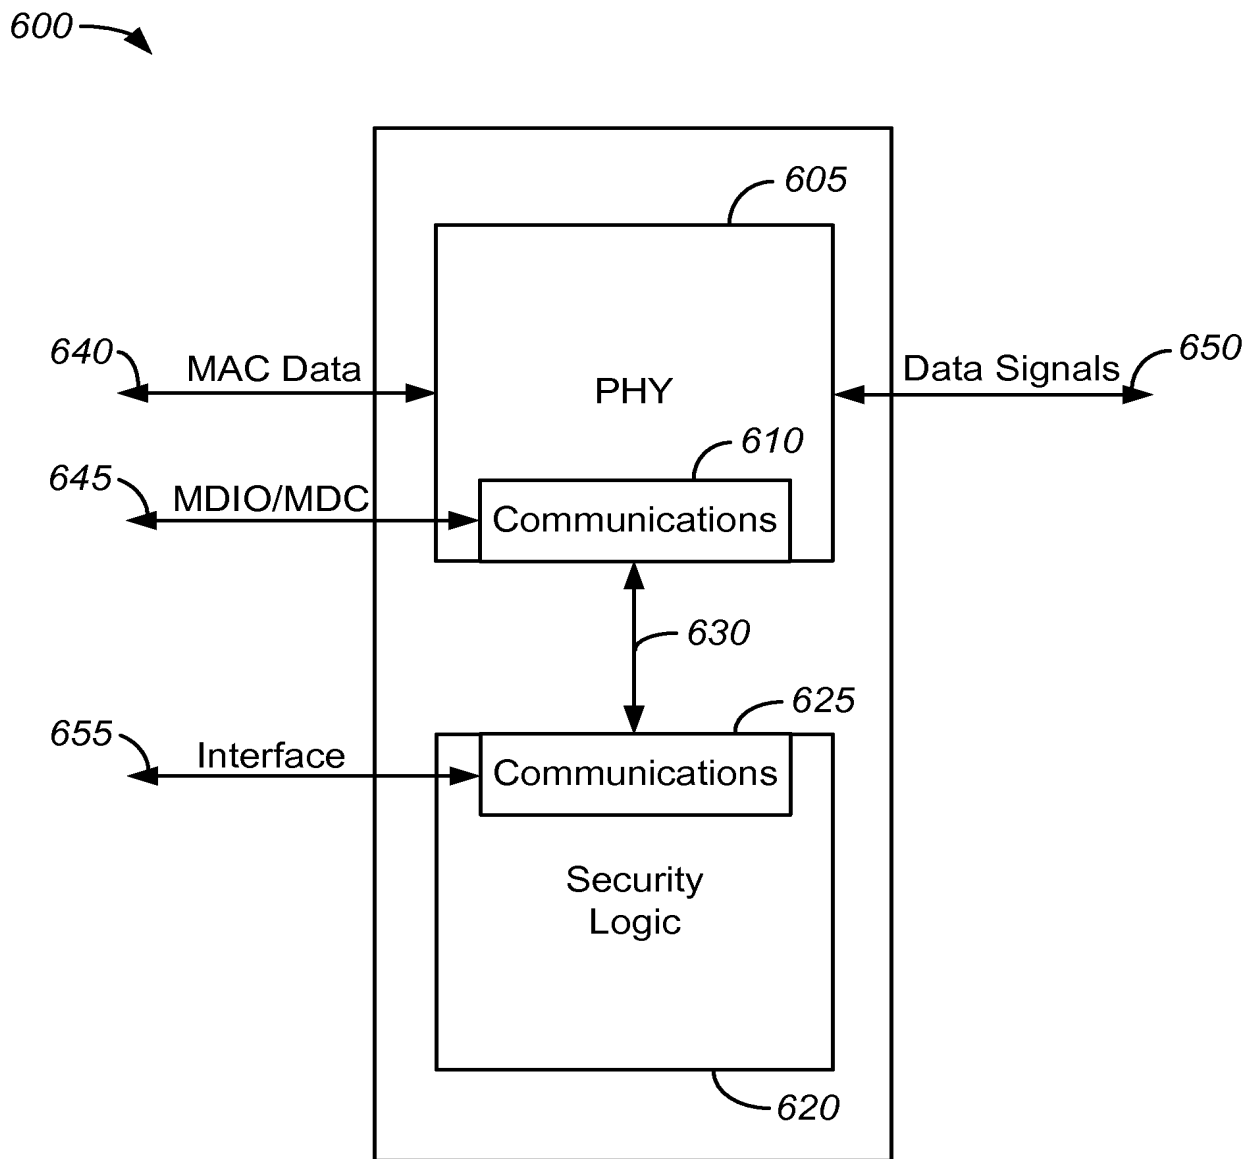 600
605
640
MAC Data
PHY
Data Signals
650
610
645
MDIO/MDC
Communications
630
625
655
Interface
Communications
Security
Logic
620